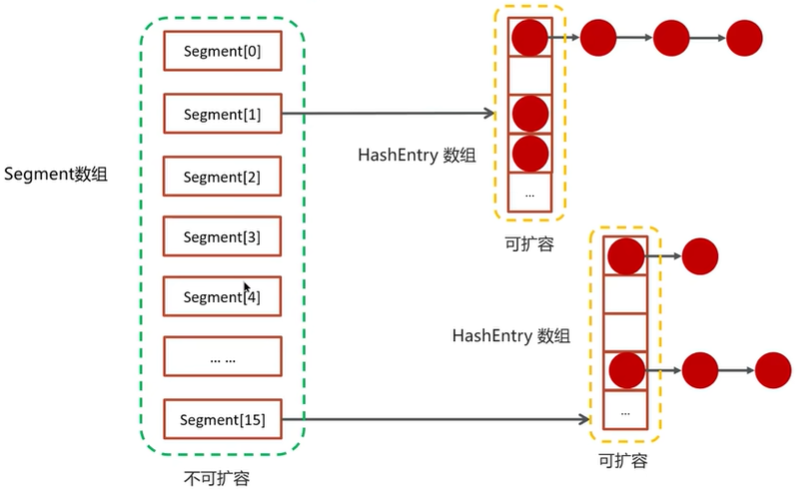 Segment数组
Segment[0]
Segment[1]
Segment[2]
Segment[3]
Segment[4]
... ...
Segment[15]
不可扩容
HashEntry 数组
...
可扩容
HashEntry 数组
...
可扩容